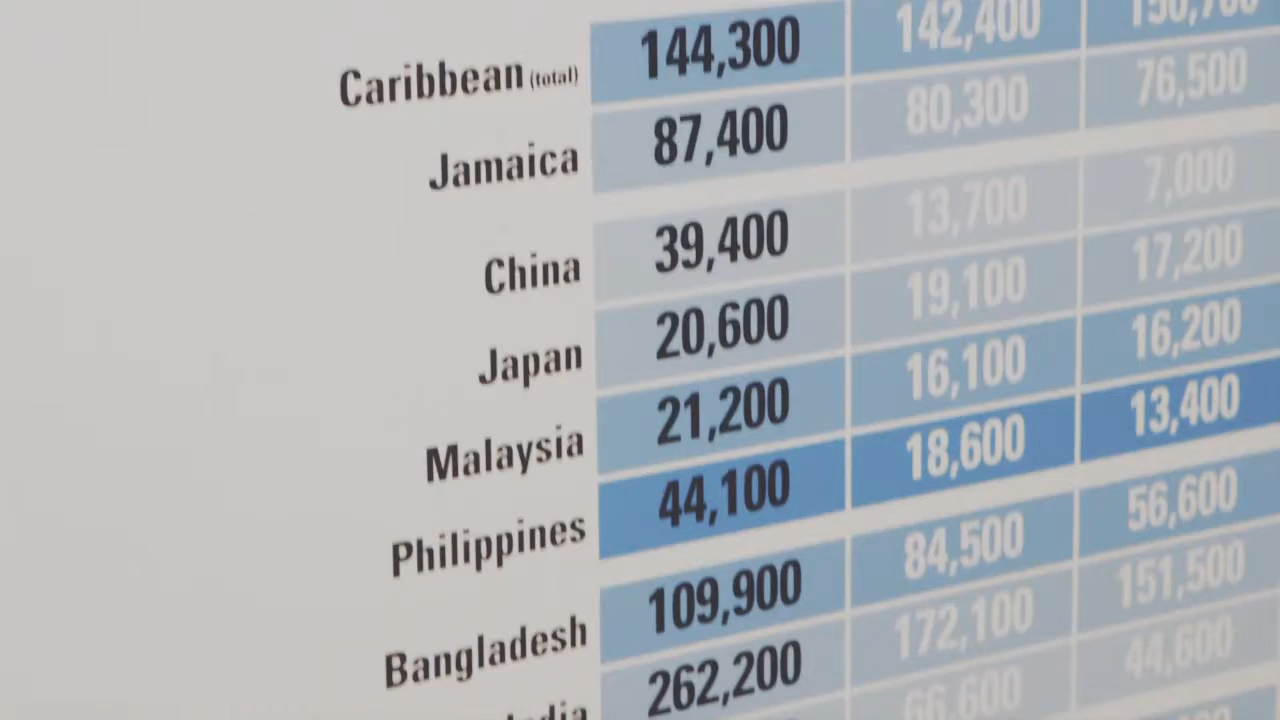 Caribbean (total) 144,300 142,400
Jamaica 87,400 80,300 76,500
China 39,400 13,700 7,000
Japan 20,600 19,100 17,200
Malaysia 21,200 16,100 16,200
Philippines 44,100 18,600 13,400
Bangladesh 109,900 84,500 56,600
262,200 172,100 151,500
66,600 44,600